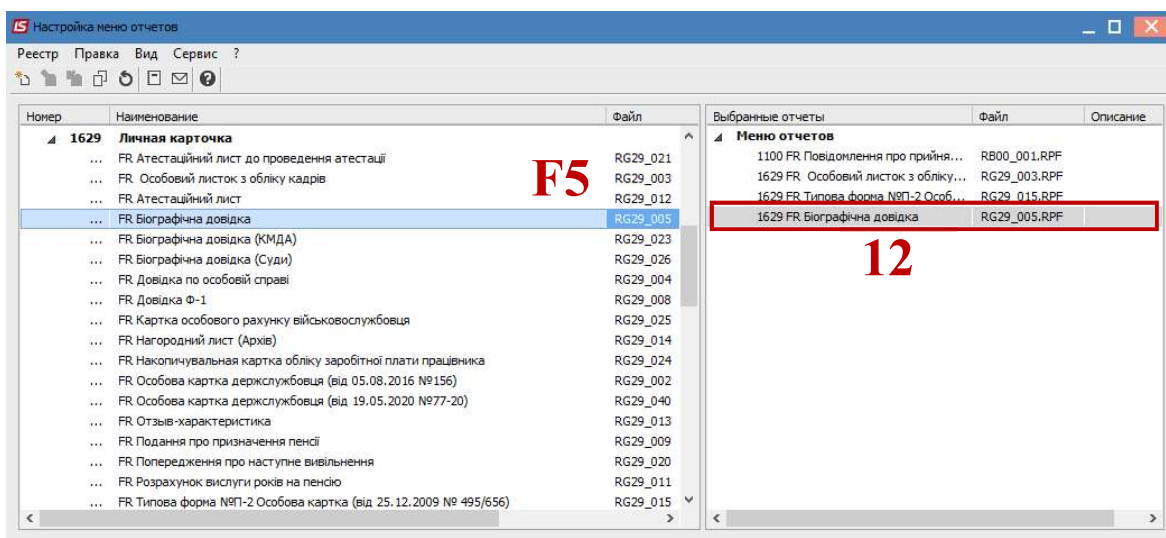 Настройка меню отчетов
Реестр Правка Вид Сервис ?
Номер Наименование Файл
1629 Личная карточка
... FR Атестаційний лист до проведення атестації RG29_021
... FR Особовий листок з обліку кадрів RG29_003
... FR Атестаційний лист RG29_012
... FR Біографічна довідка RG29_005
... FR Біографічна довідка (КМДА) RG29_023
... FR Біографічна довідка (Суди) RG29_026
... FR Довідка по особовій справі RG29_004
... FR Довідка Ф-1 RG29_008
... FR Картка особового рахунку військовослужбовця RG29_025
... FR Нагородний лист (Архів) RG29_014
... FR Накопичувальная картка обліку заробітної плати працівника RG29_024
... FR Особова картка держслужбовця (від 05.08.2016 №156) RG29_002
... FR Особова картка держслужбовця (від 19.05.2020 №77-20) RG29_040
... FR Отзыв-характеристика RG29_013
... FR Подання про призначення пенсії RG29_009
... FR Попередження про наступне вивільнення RG29_020
... FR Розрахунок вислуги років на пенсію RG29_011
... FR Типова форма №П-2 Особова картка (від 25.12.2009 № 495/656) RG29_015
F5
Выбранные отчеты Файл Описание
Меню отчетов
1100 FR Повідомлення про прийня... RB00_001.RPF
1629 FR Особовий листок з обліку... RG29_003.RPF
1629 FR Типова форма №П-2 Особ... RG29_015.RPF
1629 FR Біографічна довідка RG29_005.RPF
12